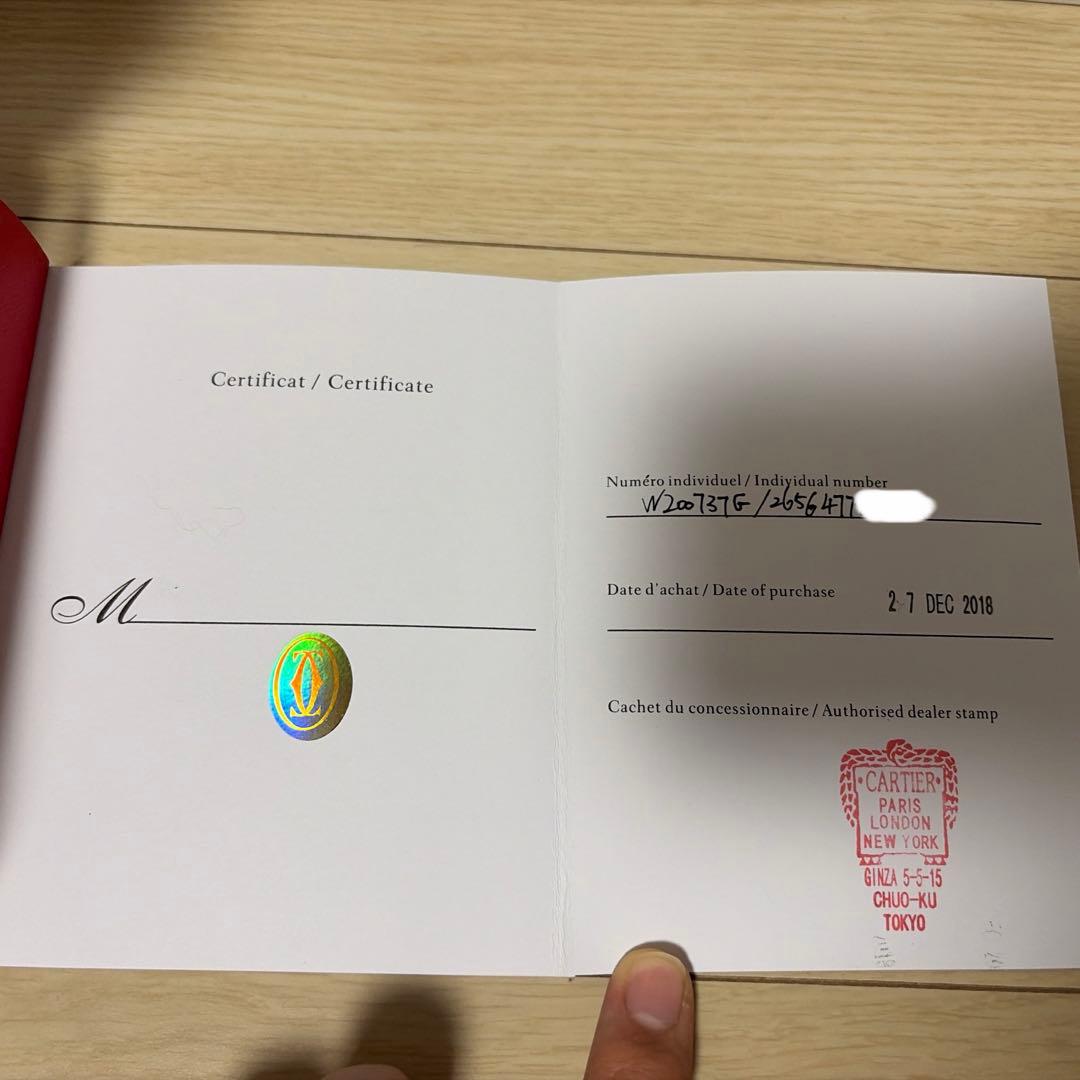 Certificat / Certificate
M
Numéro individuel / Individual number
W200737G / 2656477
Date d'achat / Date of purchase
27 DEC 2018
Cachet du concessionnaire / Authorised dealer stamp
CARTIER
PARIS
LONDON
NEW YORK
GINZA 5-5-15
CHUO-KU
TOKYO